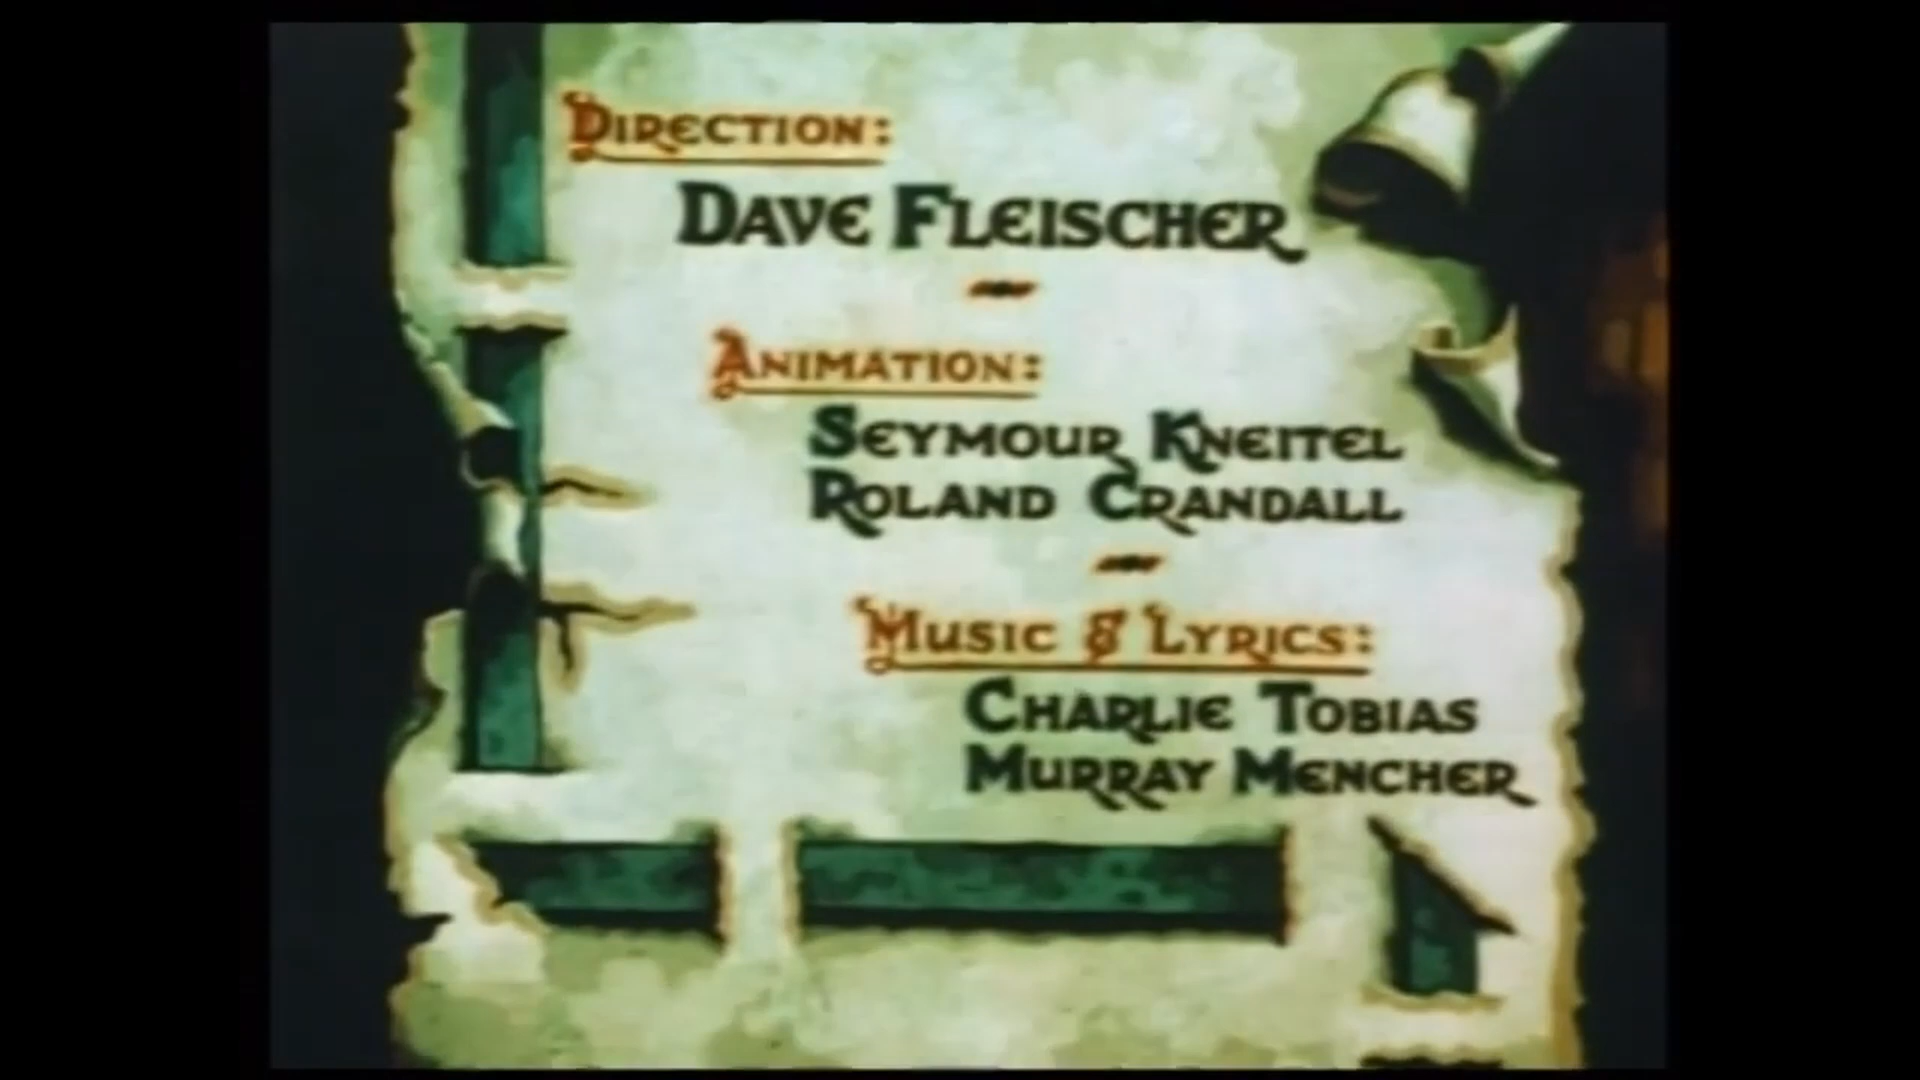 Direction:
Dave Fleischer
Animation:
Seymour Kneitel
Roland Crandall
Music & Lyrics:
Charlie Tobias
Murray Mencher